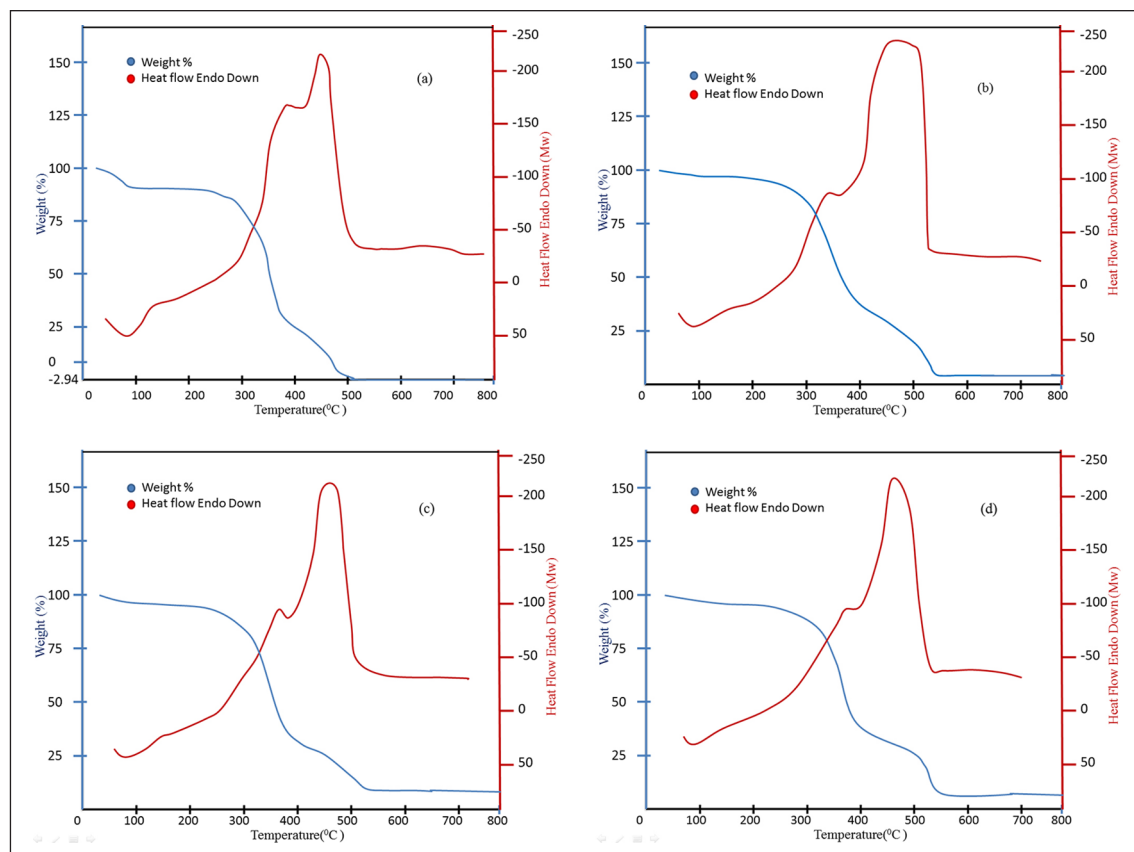 (a)
Weight %
Heat flow Endo Down
Weight (%)
150
125
100
75
50
25
0
-2.94
-250
-200
-150
-100
-50
0
50
Heat Flow Endo Down (Mw)
0 100 200 300 400 500 600 700 800
Temperature(⁰C )
(b)
Weight %
Heat flow Endo Down
Weight (%)
150
125
100
75
50
25
-250
-200
-150
-100
-50
0
50
Heat Flow Endo Down (Mw)
0 100 200 300 400 500 600 700 800
Temperature(⁰C )
(c)
Weight %
Heat flow Endo Down
Weight (%)
150
125
100
75
50
25
-250
-200
-150
-100
-50
0
50
Heat Flow Endo Down (Mw)
0 100 200 300 400 500 600 700 800
Temperature(⁰C )
(d)
Weight %
Heat flow Endo Down
Weight (%)
150
125
100
75
50
25
-250
-200
-150
-100
-50
0
50
Heat Flow Endo Down (Mw)
0 100 200 300 400 500 600 700 800
Temperature(⁰C )